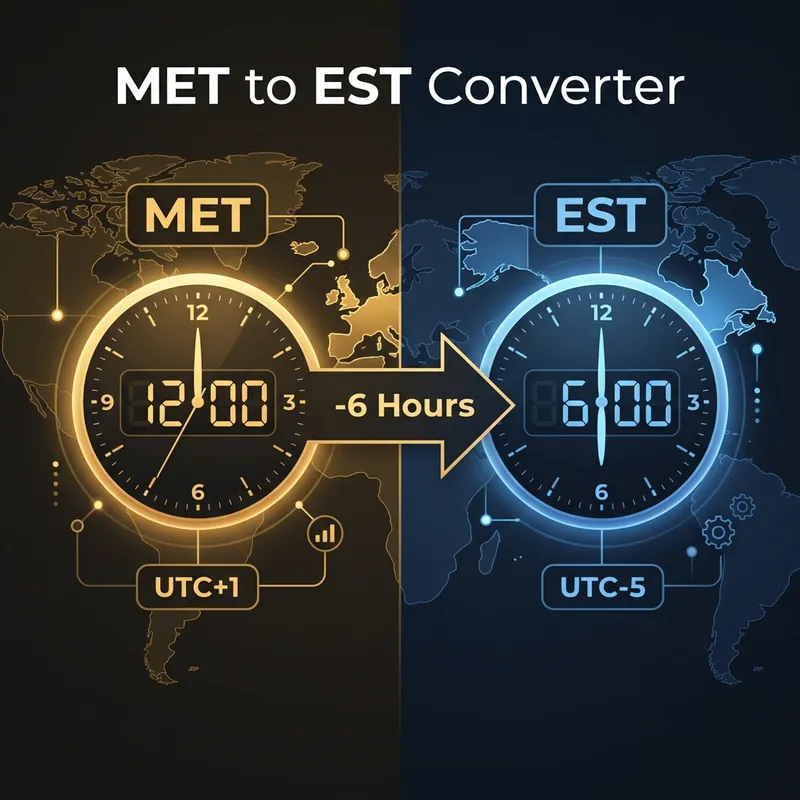 MET to EST Converter
MET
EST
12
12:00
9
3
6
-6 Hours
12
6:00
3
6
UTC+1
UTC-5